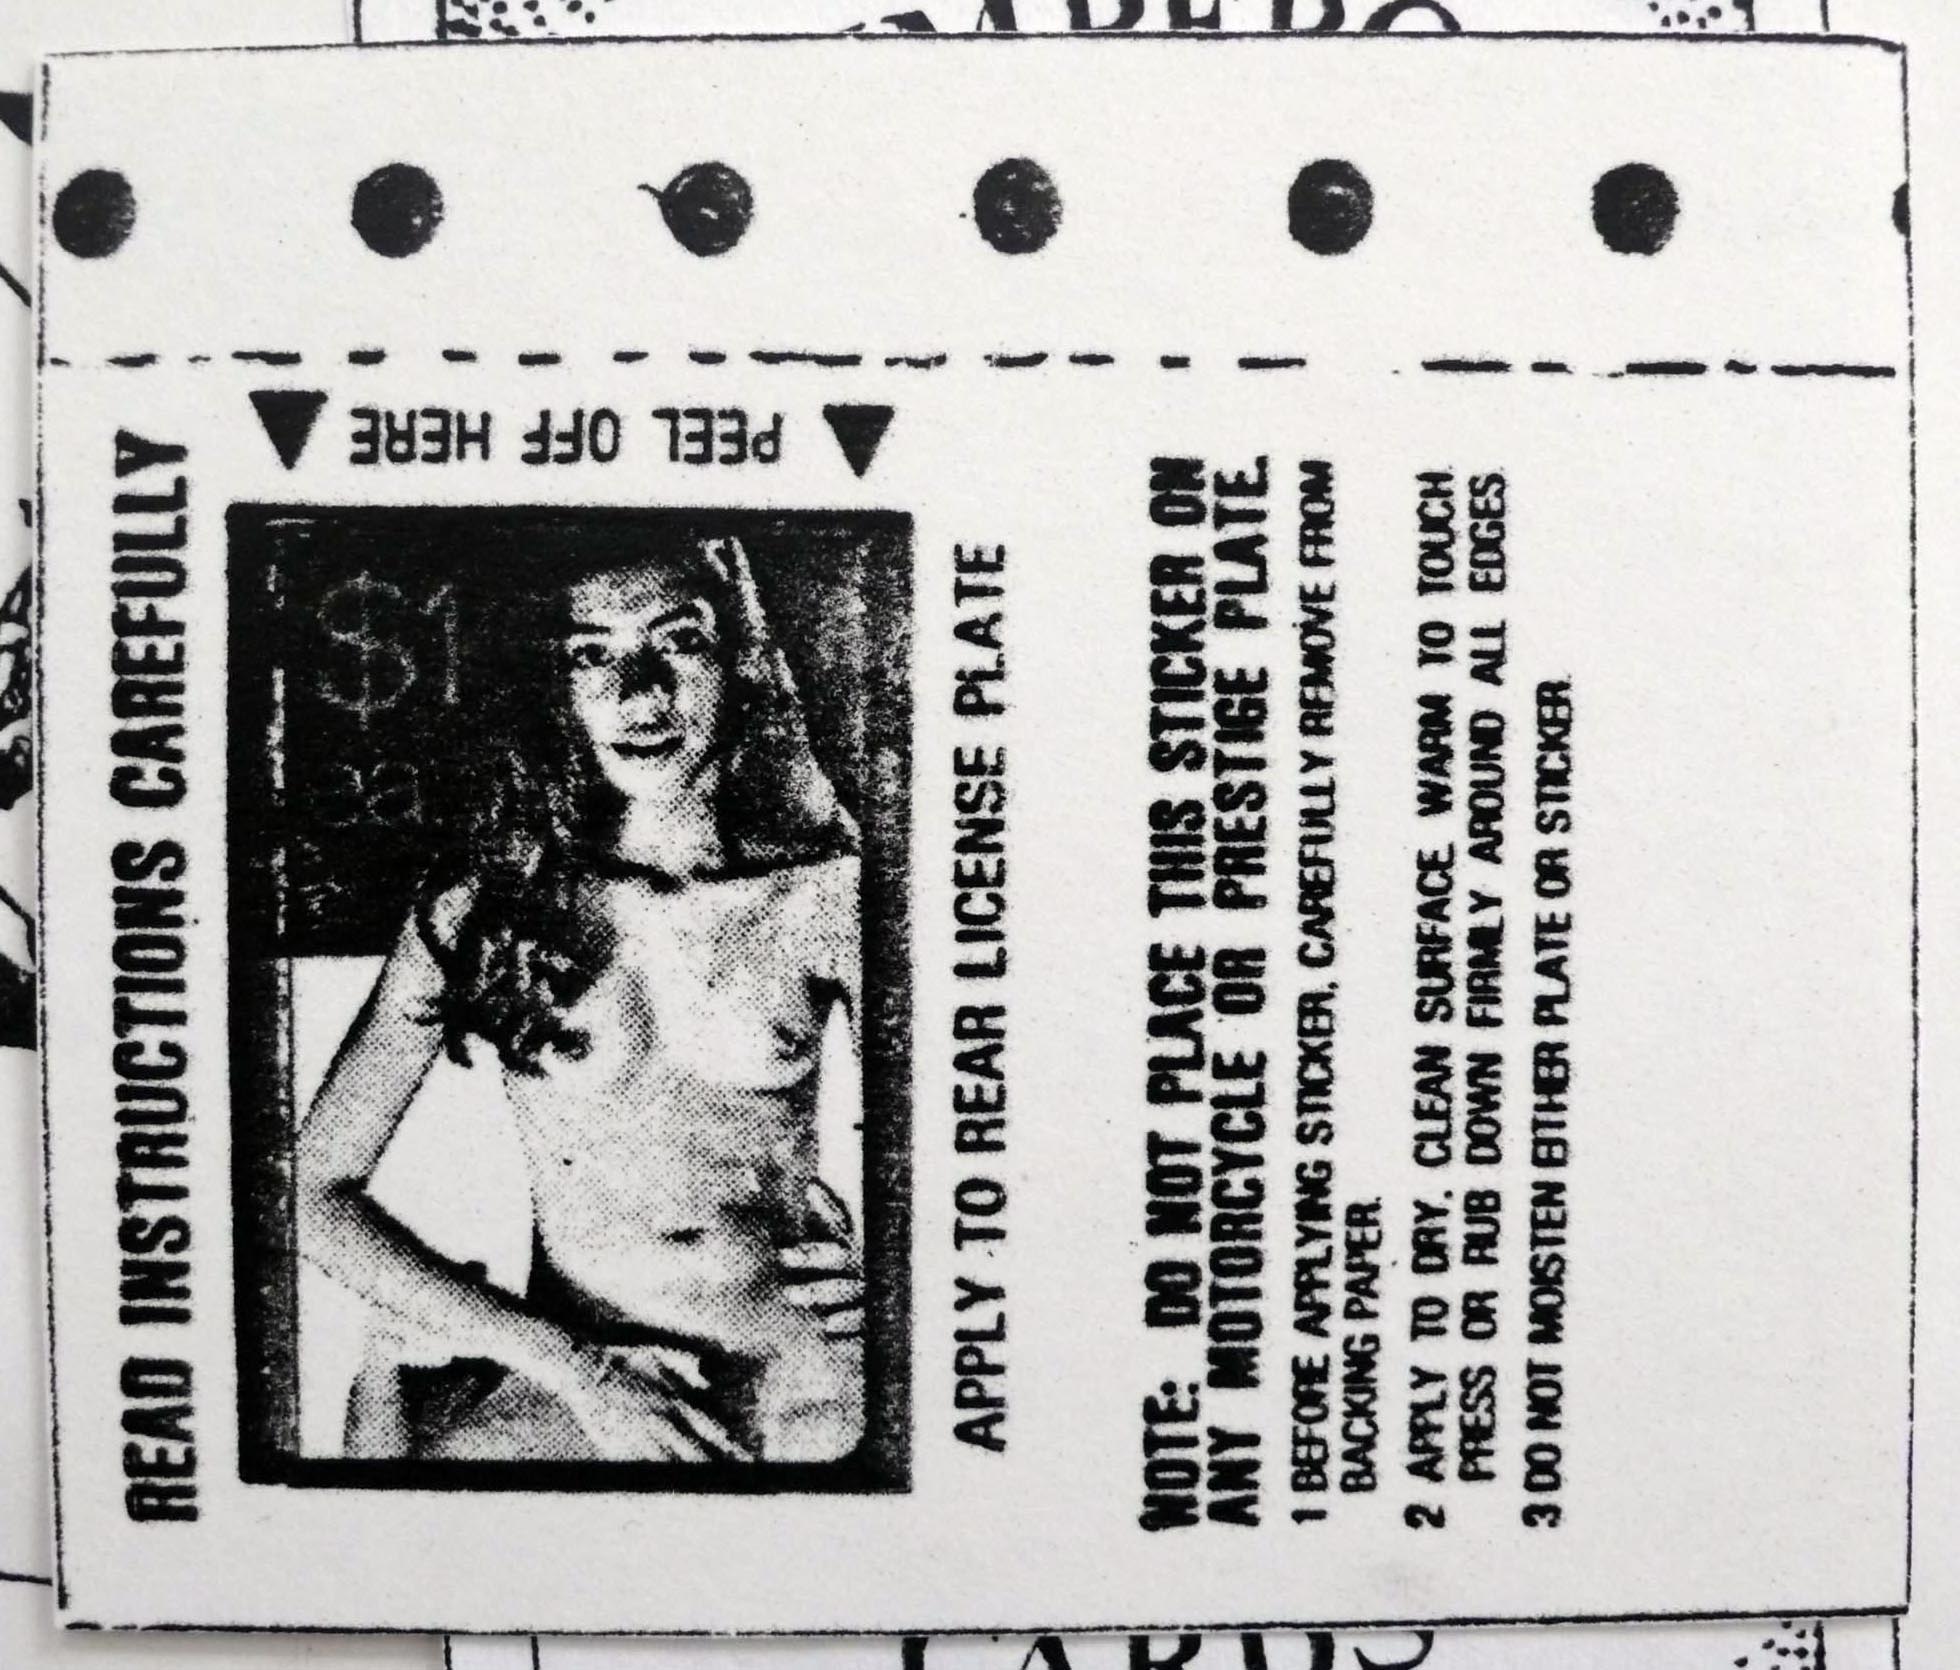 READ INSTRUCTIONS CAREFULLY
PEEL OFF HERE
$1
APPLY TO REAR LICENSE PLATE
NOTE: DO NOT PLACE THIS STICKER ON
ANY MOTORCYCLE OR PRESTIGE PLATE.
1 BEFORE APPLYING STICKER, CAREFULLY REMOVE FROM
BACKING PAPER.
2 APPLY TO DRY, CLEAN SURFACE. WARM TO TOUCH.
PRESS OR RUB DOWN FIRMLY AROUND ALL EDGES.
3 DO NOT MOISTEN EITHER PLATE OR STICKER
CARDS